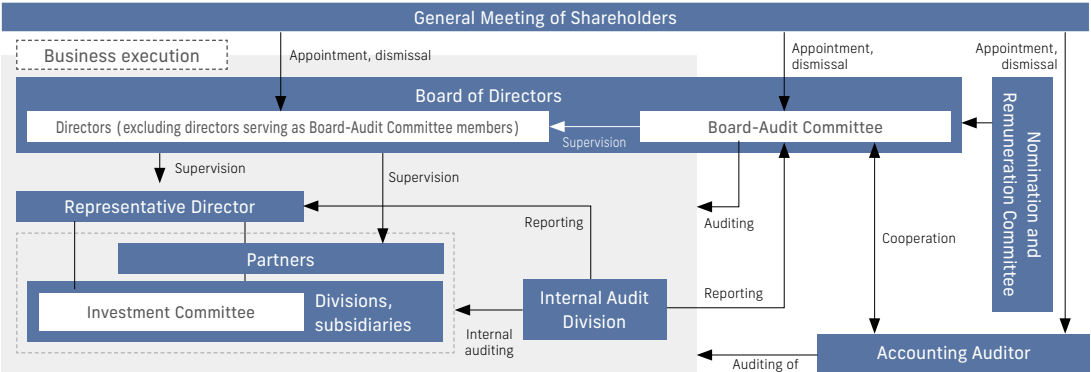 General Meeting of Shareholders
Business execution
Appointment, dismissal
Appointment,
dismissal
Appointment,
dismissal
Board of Directors
Directors (excluding directors serving as Board-Audit Committee members)
Supervision
Board-Audit Committee
Nomination and
Remuneration Committee
Supervision
Supervision
Representative Director
Reporting
Auditing
Cooperation
Partners
Investment Committee
Divisions,
subsidiaries
Internal
auditing
Internal Audit
Division
Reporting
Auditing of
Accounting Auditor